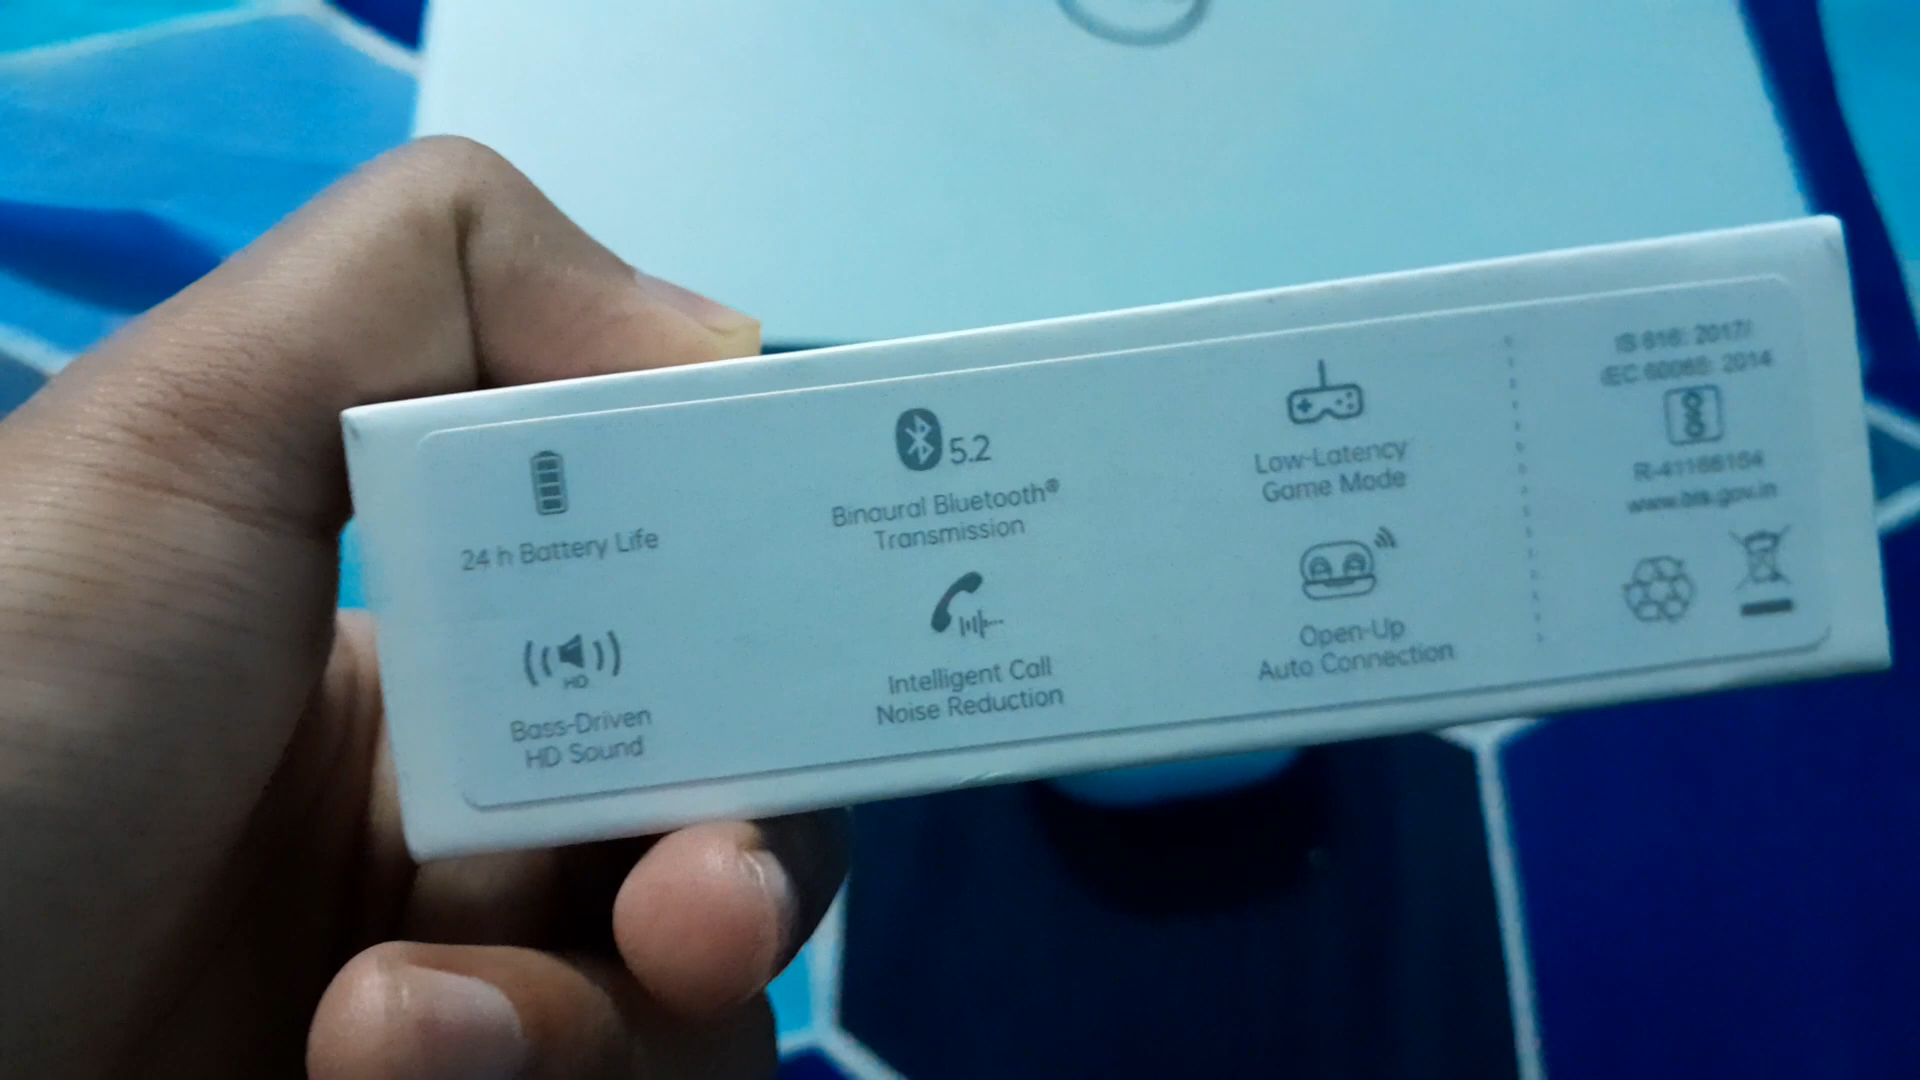 24 h Battery Life
5.2
Binaural Bluetooth®
Transmission
Low-Latency
Game Mode
HD
Bass-Driven
HD Sound
Intelligent Call
Noise Reduction
Open-Up
Auto Connection
IS 616: 2017/
IEC 60065: 2014
R-41166164
www.bis.gov.in